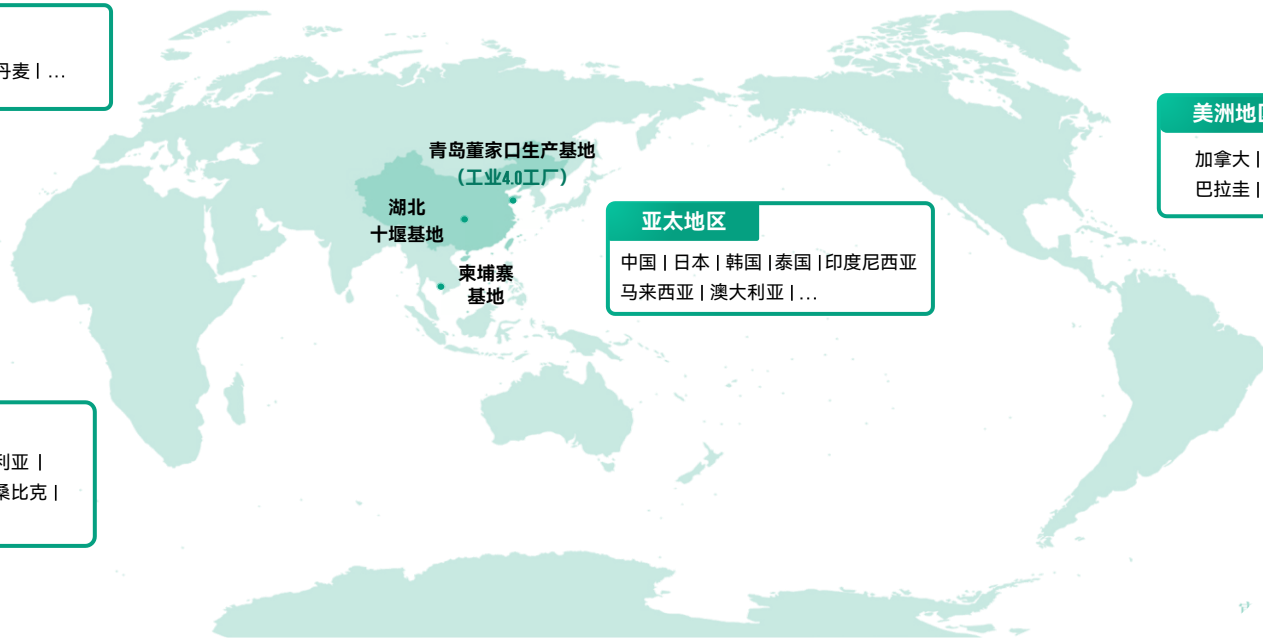 丹麦 | …
美洲地区
加拿大 |
巴拉圭 |
青岛董家口生产基地
（工业4.0工厂）
湖北
十堰基地
柬埔寨
基地
亚太地区
中国 | 日本 | 韩国 | 泰国 | 印度尼西亚
马来西亚 | 澳大利亚 | …
利亚 |
桑比克 |